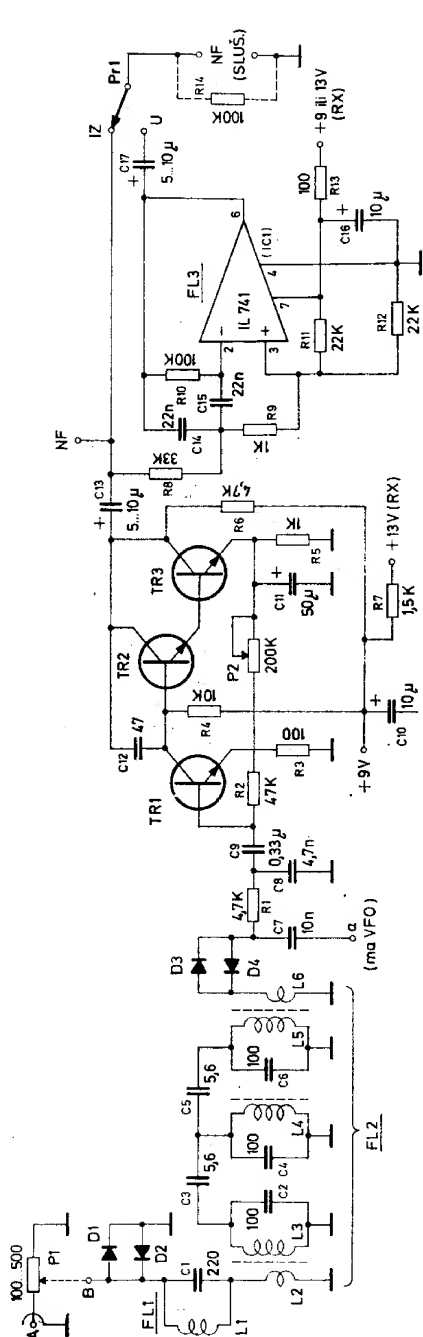 A
100...500
P1
B
D1
D2
FL1
C1
220
L1
L2
L3
100
C2
C3
5,6
100
C4
L4
C5
5,6
100
C6
L5
L6
FL2
D3
D4
C7
10n
a
(na VFO)
R1
4,7K
C8
4,7n
C9
0,33µ
R2
47K
TR1
R3
100
C12
47
R4
10K
P2
200K
TR2
TR3
C11
50µ
R5
1K
R6
4,7K
+9V
C10
10µ
R7
1,5K
+13V(RX)
C13
5...10µ
NF
R8
33K
C14
22n
C15
22n
R10
100K
R9
1K
FL3
IL 741
(IC1)
2
3
4
6
7
R11
22K
R12
22K
R13
100
C16
10µ
+9 ili 13V
(RX)
C17
5...10µ
U
IZ
Pr1
R14
100K
NF
(SLUŠ.)